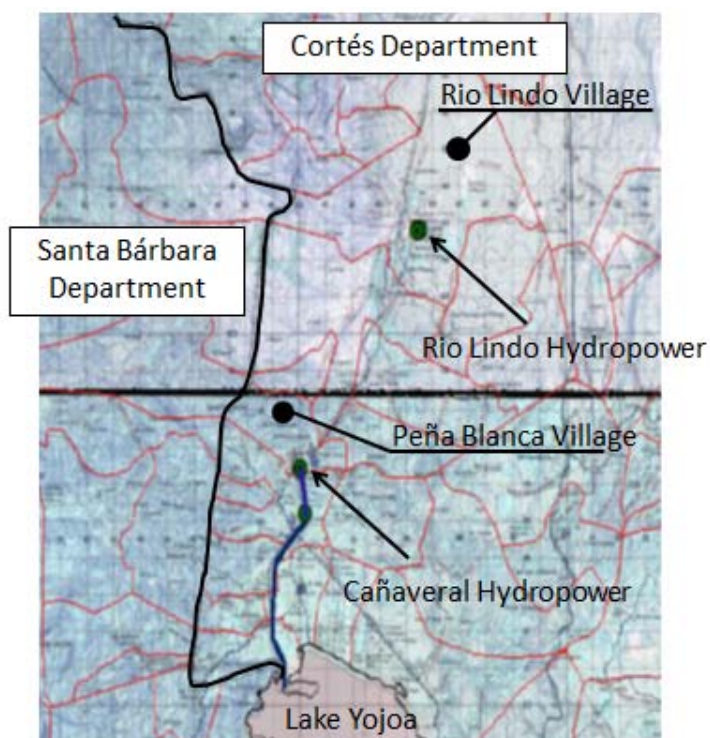 Cortés Department
Rio Lindo Village
Santa Bárbara
Department
Rio Lindo Hydropower
Peña Blanca Village
Cañaveral Hydropower
Lake Yojoa